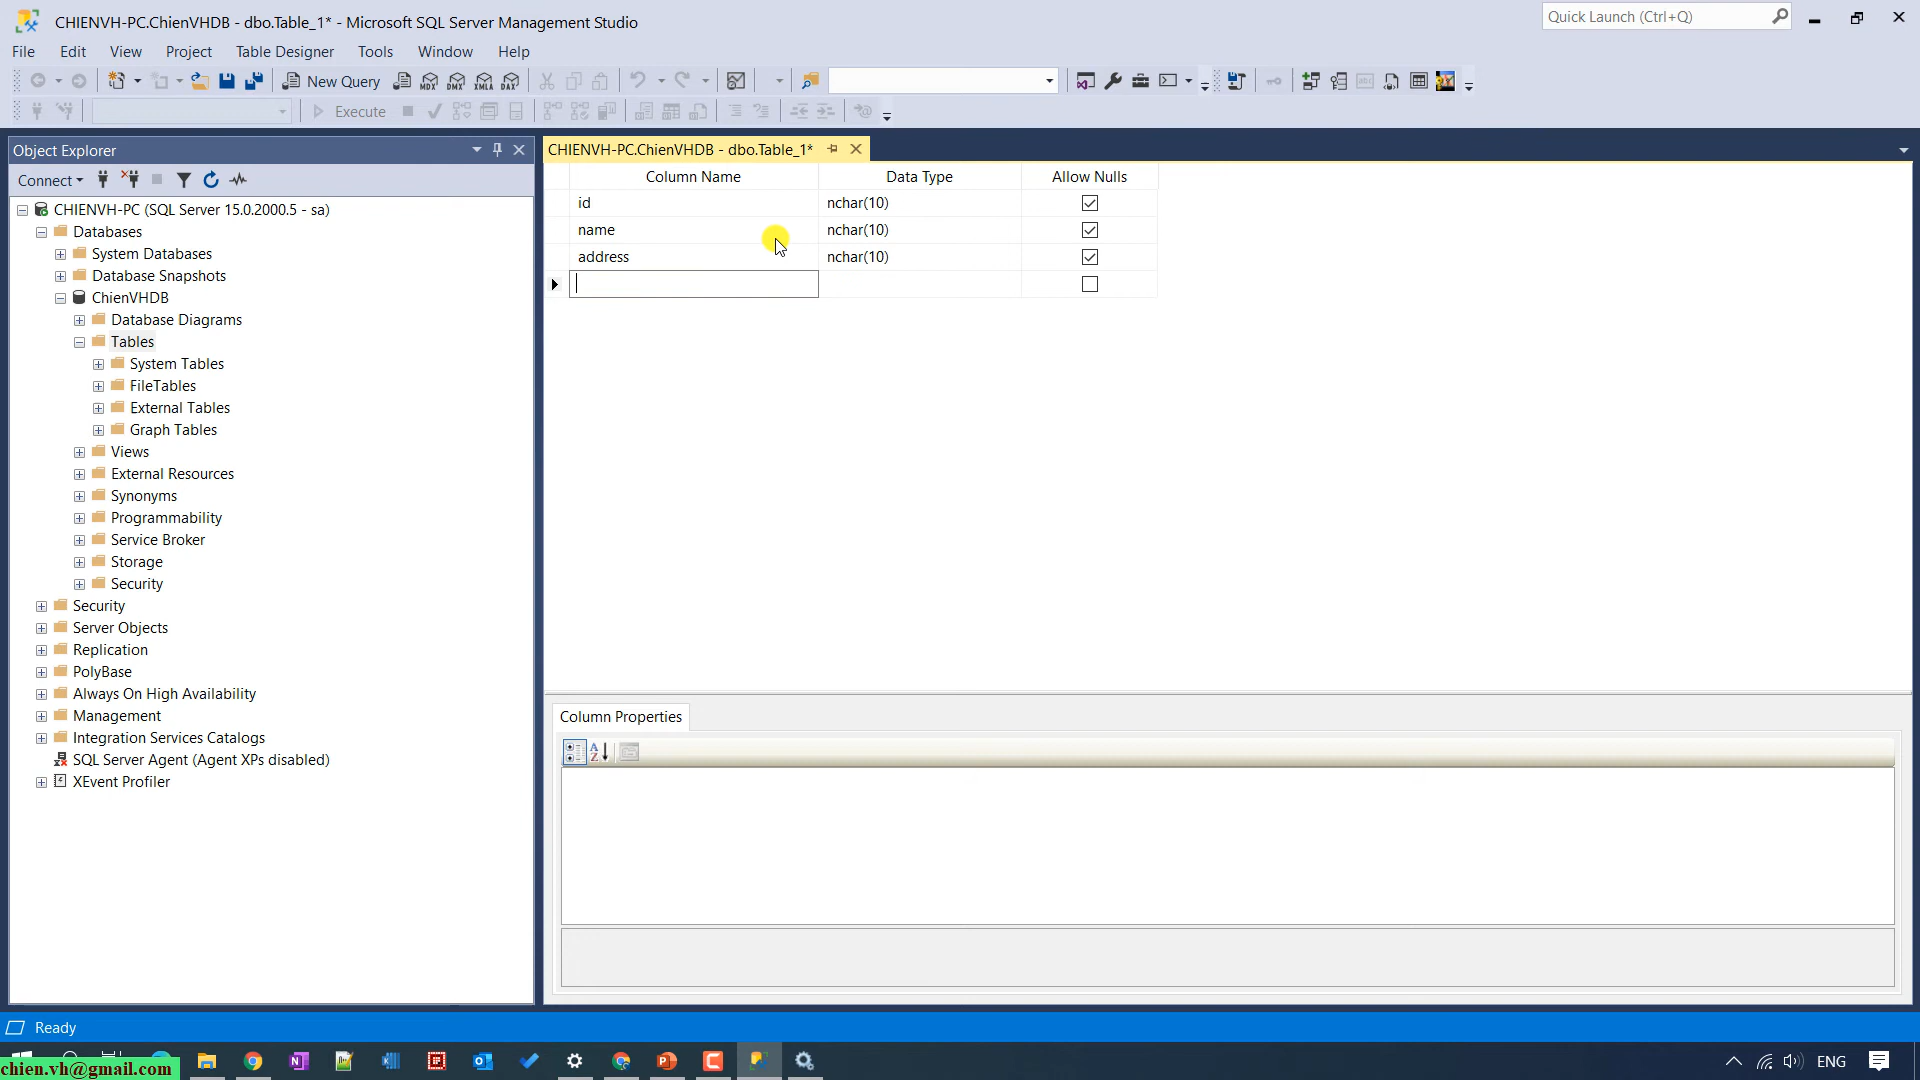 CHIENVH-PC.ChienVHDB - dbo.Table_1* - Microsoft SQL Server Management Studio
Quick Launch (Ctrl+Q)
File Edit View Project Table Designer Tools Window Help
New Query MDX DMX XMLA DAX
Execute
Object Explorer
CHIENVH-PC.ChienVHDB - dbo.Table_1*
Connect
Column Name Data Type Allow Nulls
id nchar(10)
name nchar(10)
address nchar(10)
CHIENVH-PC (SQL Server 15.0.2000.5 - sa)
Databases
System Databases
Database Snapshots
ChienVHDB
Database Diagrams
Tables
System Tables
FileTables
External Tables
Graph Tables
Views
External Resources
Synonyms
Programmability
Service Broker
Storage
Security
Security
Server Objects
Replication
PolyBase
Always On High Availability
Management
Integration Services Catalogs
SQL Server Agent (Agent XPs disabled)
XEvent Profiler
Column Properties
Ready
chien.vh@gmail.com
ENG